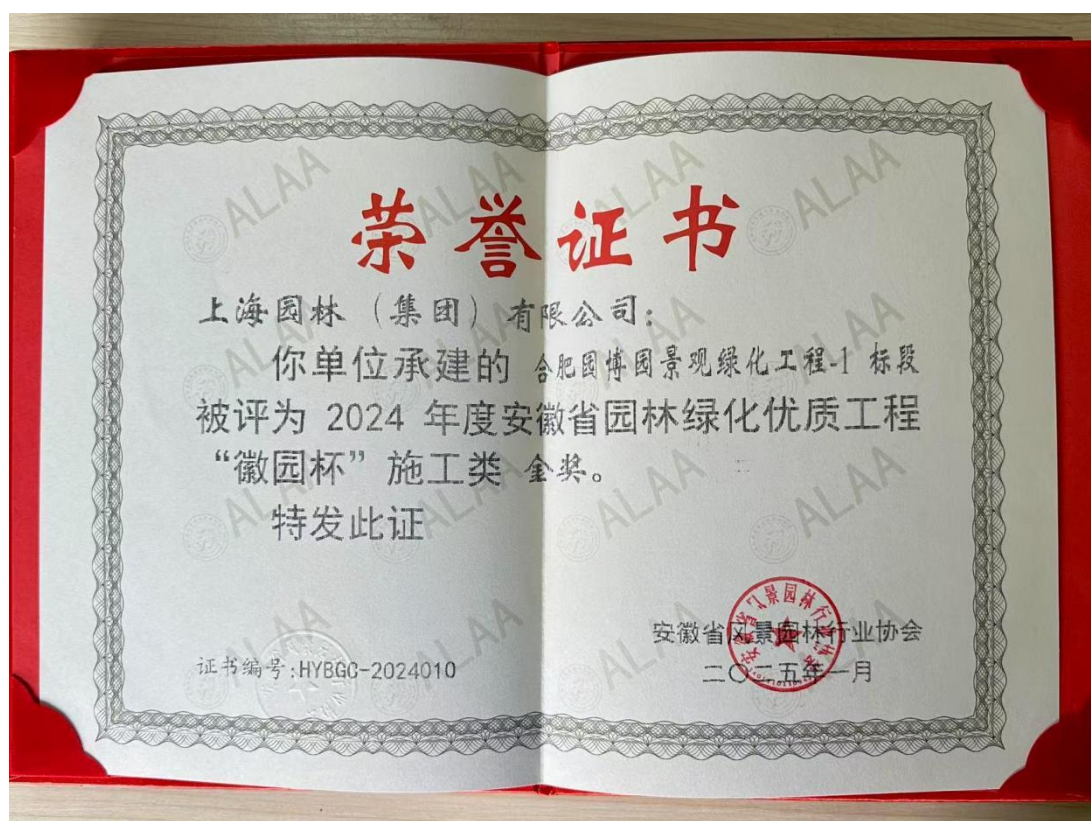 荣誉证书
上海园林（集团）有限公司：
你单位承建的 合肥园博园景观绿化工程-1 标段
被评为 2024 年度安徽省园林绿化优质工程
“徽园杯”施工类 金奖。
特发此证
安徽省风景园林行业协会
证书编号:HYBGC-2024010
二〇二五年一月
ALAA